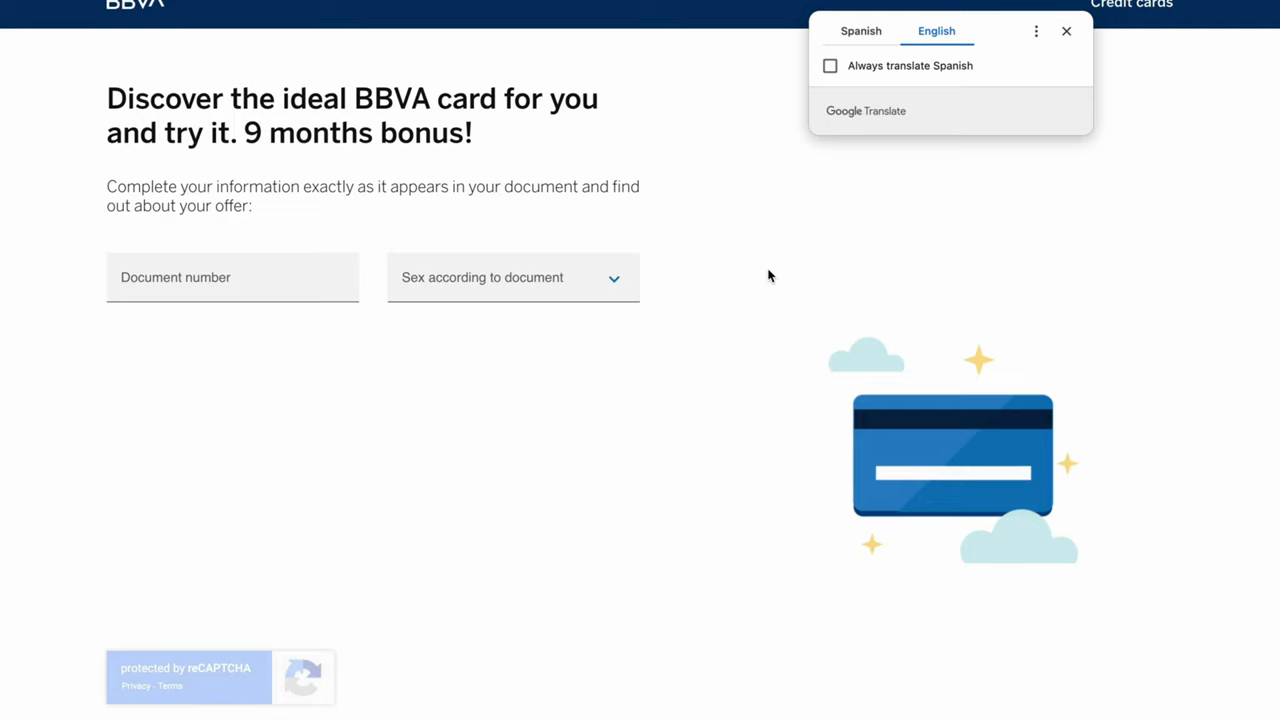 BBVA
Credit cards
Spanish
English
Always translate Spanish
Google Translate
Discover the ideal BBVA card for you
and try it. 9 months bonus!
Complete your information exactly as it appears in your document and find
out about your offer:
Document number
Sex according to document
protected by reCAPTCHA
Privacy - Terms